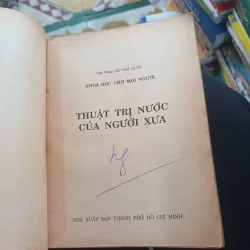 KHOA HỌC CHO MỌI NGƯỜI
THUẬT TRỊ NƯỚC
CỦA NGƯỜI XƯA
NHÀ XUẤT BẢN THÀNH PHỐ HỒ CHÍ MINH